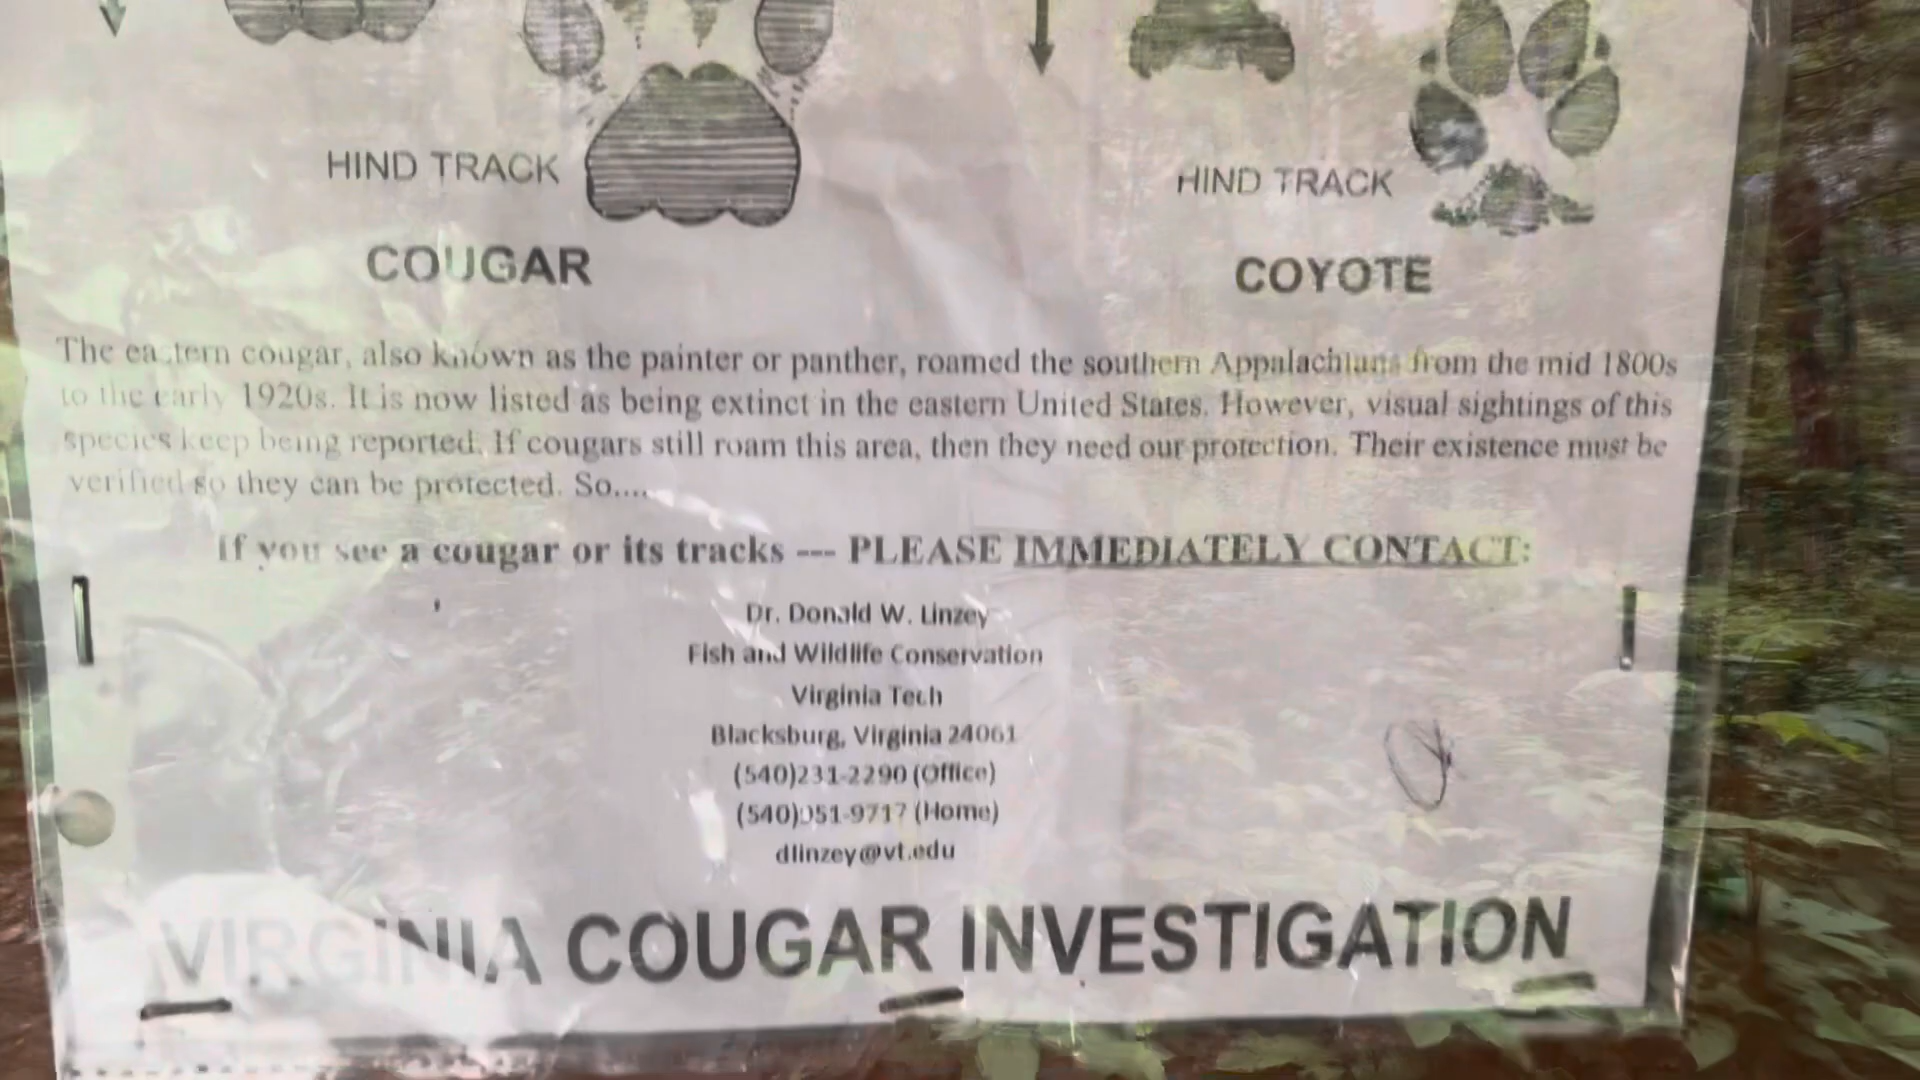 HIND TRACK
HIND TRACK
COUGAR
COYOTE
The eastern cougar, also known as the painter or panther, roamed the southern Appalachians from the mid 1800s
to the early 1920s. It is now listed as being extinct in the eastern United States. However, visual sightings of this
species keep being reported. If cougars still roam this area, then they need our protection. Their existence must be
verified so they can be protected. So....
If you see a cougar or its tracks --- PLEASE IMMEDIATELY CONTACT:
Dr. Donald W. Linzey
Fish and Wildlife Conservation
Virginia Tech
Blacksburg, Virginia 24061
(540)231-2290 (Office)
(Home)
dlinzey@vt.edu
VIRGINIA COUGAR INVESTIGATION